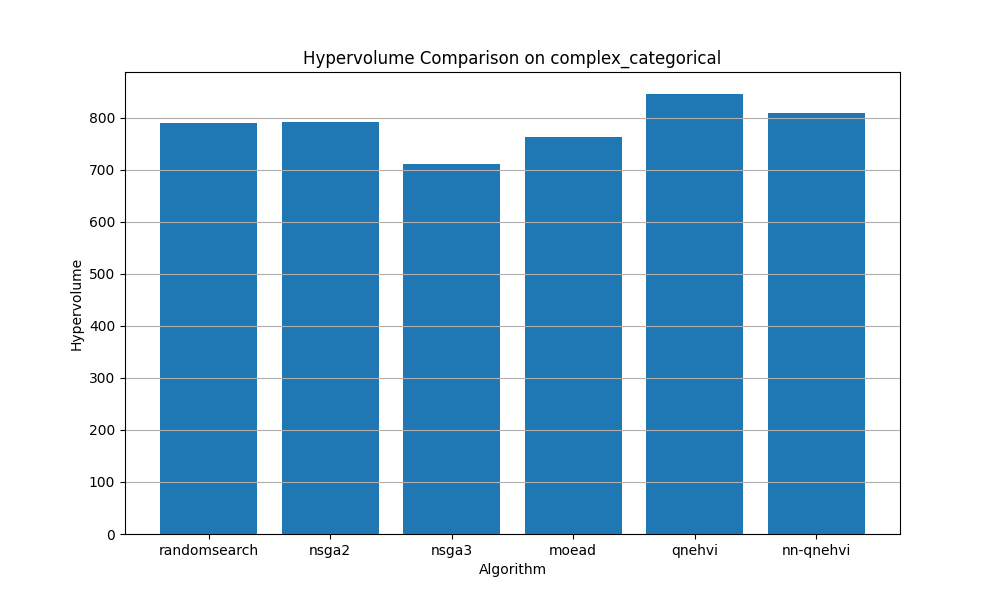 Hypervolume Comparison on complex_categorical
800
700
600
500
400
300
200
100
0
Hypervolume
randomsearch nsga2 nsga3 moead qnehvi nn-qnehvi
Algorithm